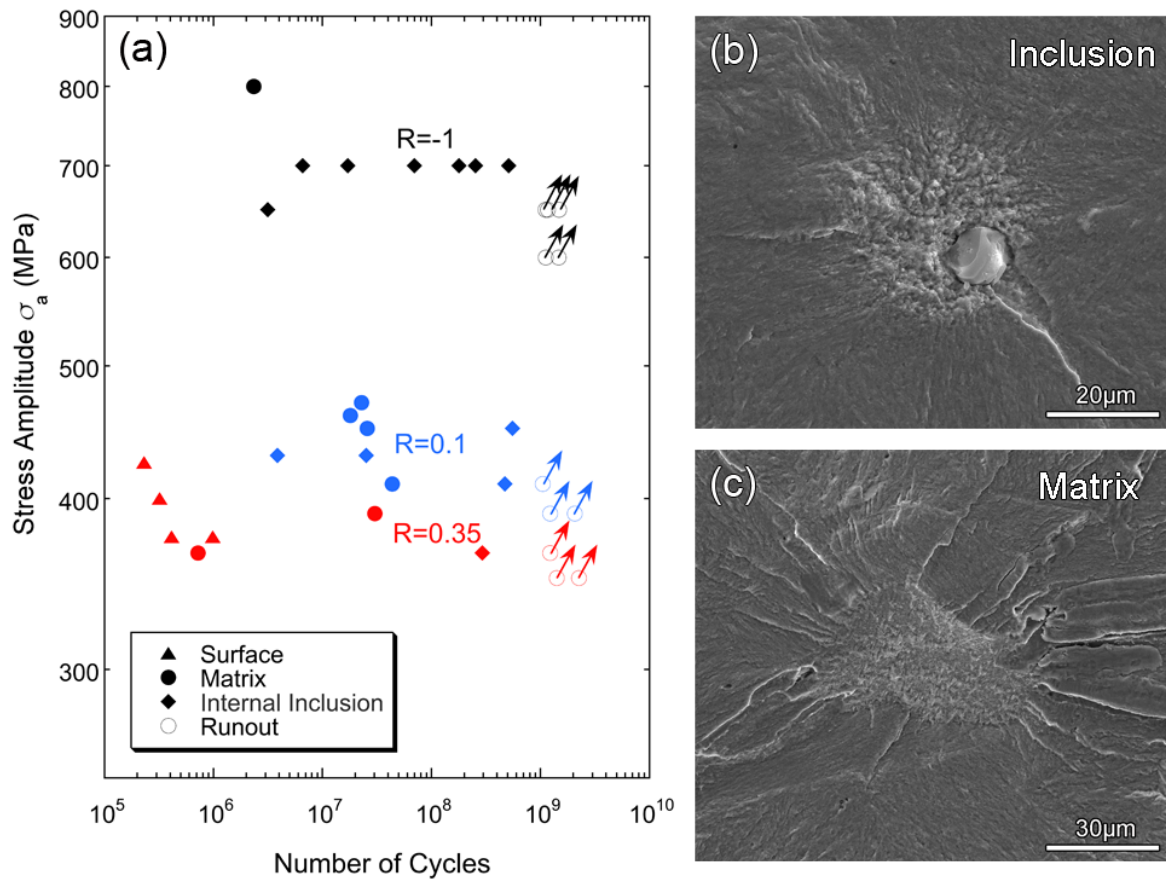 (a)
900
800
700
600
500
400
300
Stress Amplitude σa (MPa)
R=-1
R=0.1
R=0.35
Surface
Matrix
Internal Inclusion
Runout
10^5 10^6 10^7 10^8 10^9 10^10
Number of Cycles
(b) Inclusion
20µm
(c) Matrix
30µm